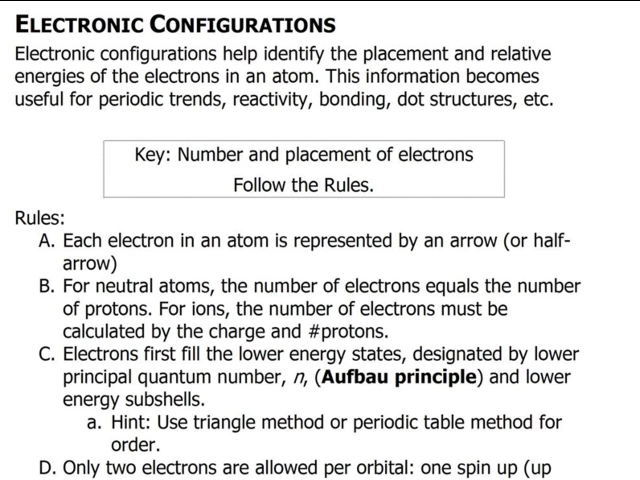 ELECTRONIC CONFIGURATIONS
Electronic configurations help identify the placement and relative
energies of the electrons in an atom. This information becomes
useful for periodic trends, reactivity, bonding, dot structures, etc.
Key: Number and placement of electrons
Follow the Rules.
Rules:
A. Each electron in an atom is represented by an arrow (or half-
arrow)
B. For neutral atoms, the number of electrons equals the number
of protons. For ions, the number of electrons must be
calculated by the charge and #protons.
C. Electrons first fill the lower energy states, designated by lower
principal quantum number, n, (Aufbau principle) and lower
energy subshells.
a. Hint: Use triangle method or periodic table method for
order.
D. Only two electrons are allowed per orbital: one spin up (up